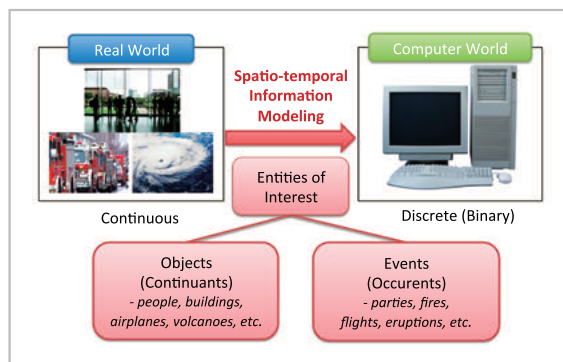 Real World
Computer World
Spatio-temporal
Information
Modeling
Entities of
Interest
Continuous
Discrete (Binary)
Objects
(Continuants)
- people, buildings,
airplanes, volcanoes, etc.
Events
(Occurents)
- parties, fires,
flights, eruptions, etc.